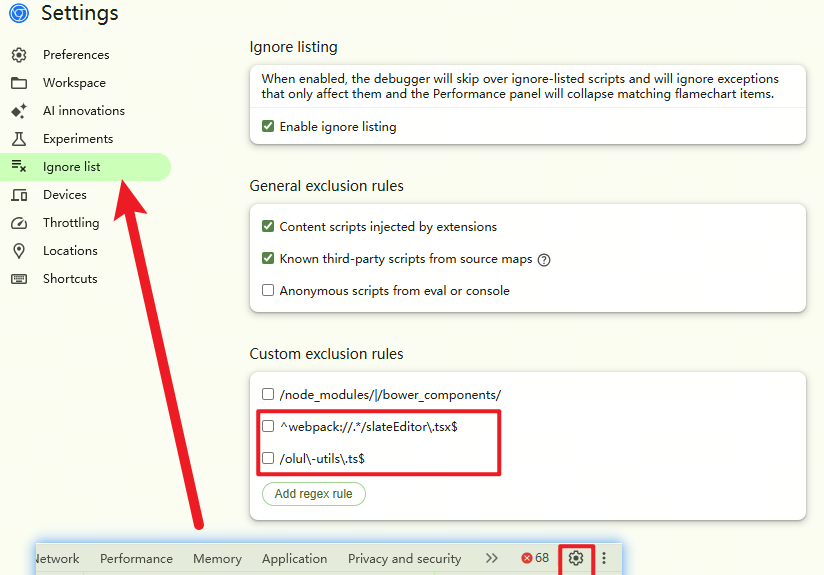 Settings
Preferences
Workspace
AI innovations
Experiments
Ignore list
Devices
Throttling
Locations
Shortcuts
Ignore listing
When enabled, the debugger will skip over ignore-listed scripts and will ignore exceptions
that only affect them and the Performance panel will collapse matching flamechart items.
Enable ignore listing
General exclusion rules
Content scripts injected by extensions
Known third-party scripts from source maps ?
Anonymous scripts from eval or console
Custom exclusion rules
/node_modules/|/bower_components/
^webpack://.*/slateEditor\.tsx$
/olul\-utils\.ts$
Add regex rule
Network Performance Memory Application Privacy and security 68